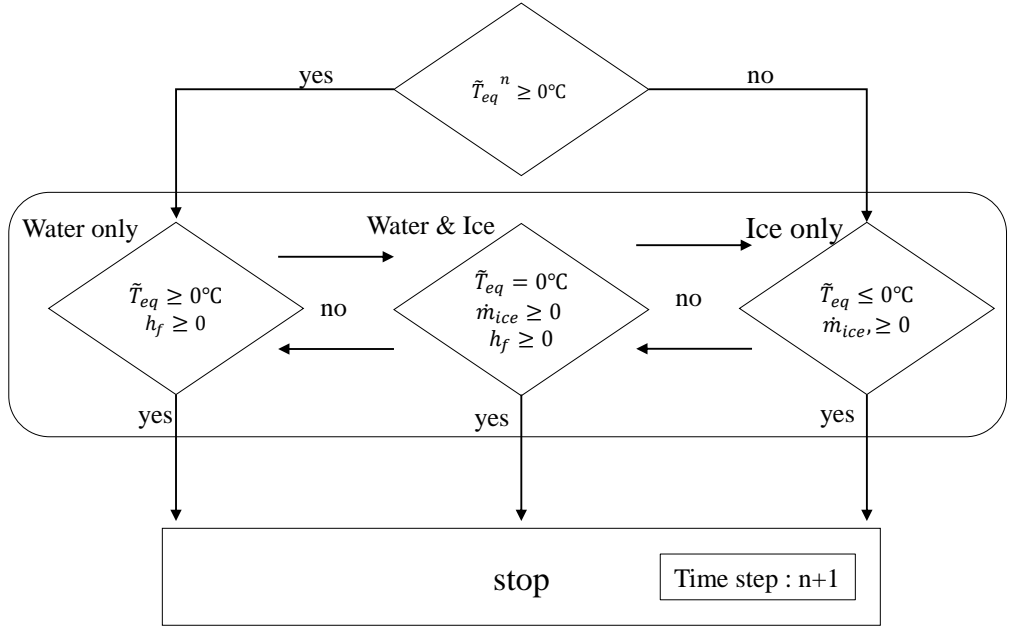 yes
no
T̃_eq^n ≥ 0℃
Water only
Water & Ice
Ice only
T̃_eq ≥ 0℃
h_f ≥ 0
no
T̃_eq = 0℃
ṁ_ice ≥ 0
h_f ≥ 0
no
T̃_eq ≤ 0℃
ṁ_ice, ≥ 0
yes
yes
yes
stop
Time step : n+1